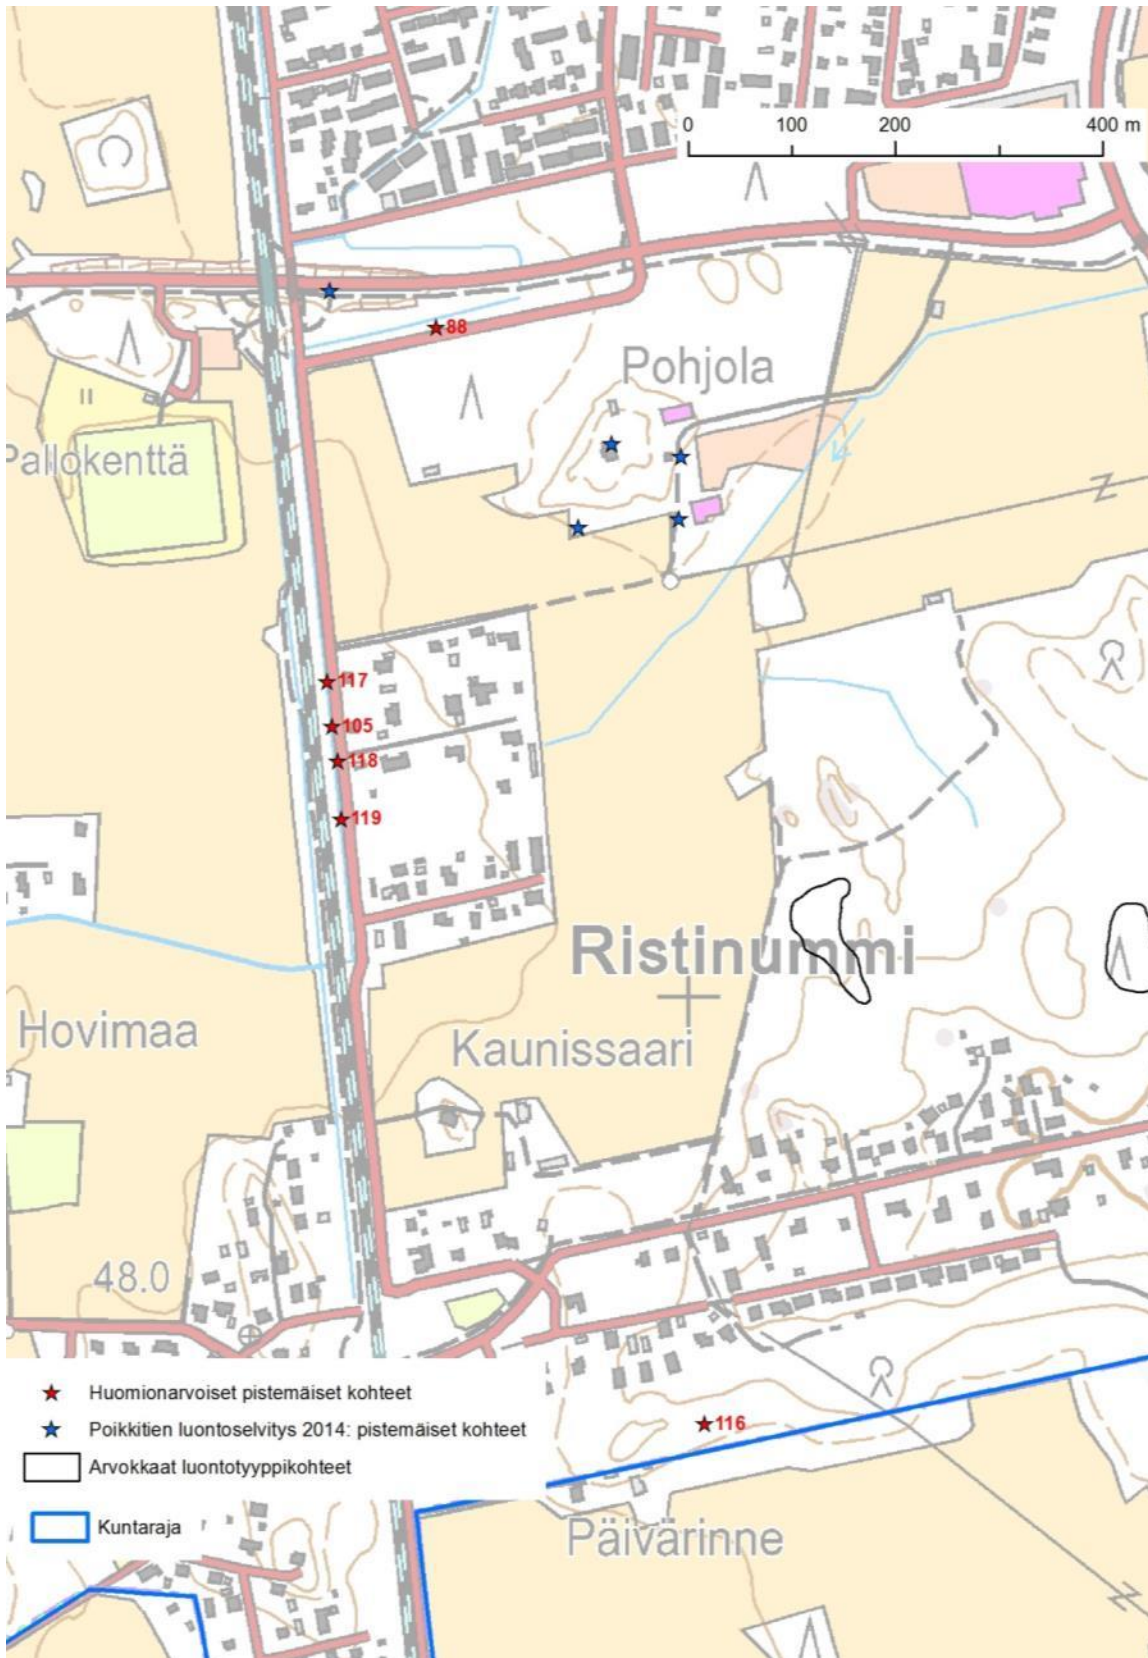 0 100 200 400 m
88
Pohjola
Pallokenttä
117
105
118
119
Ristinummi
Hovimaa
Kaunissaari
48.0
Huomionarvoiset pistemäiset kohteet
Poikkitien luontoselvitys 2014: pistemäiset kohteet
116
Arvokkaat luontotyyppikohteet
Kuntaraja
Päivärinne